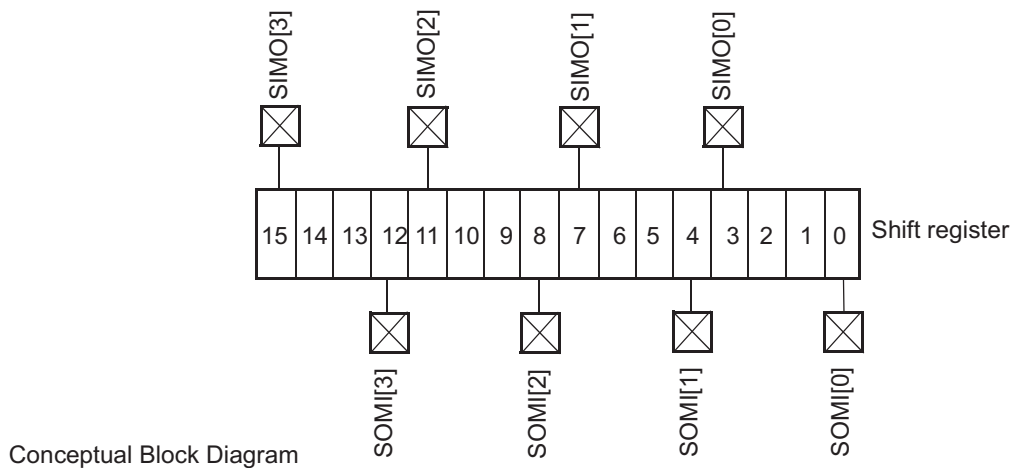 SIMO[3]
SIMO[2]
SIMO[1]
SIMO[0]
15 14 13 12 11 10 9 8 7 6 5 4 3 2 1 0
Shift register
SOMI[3]
SOMI[2]
SOMI[1]
SOMI[0]
Conceptual Block Diagram